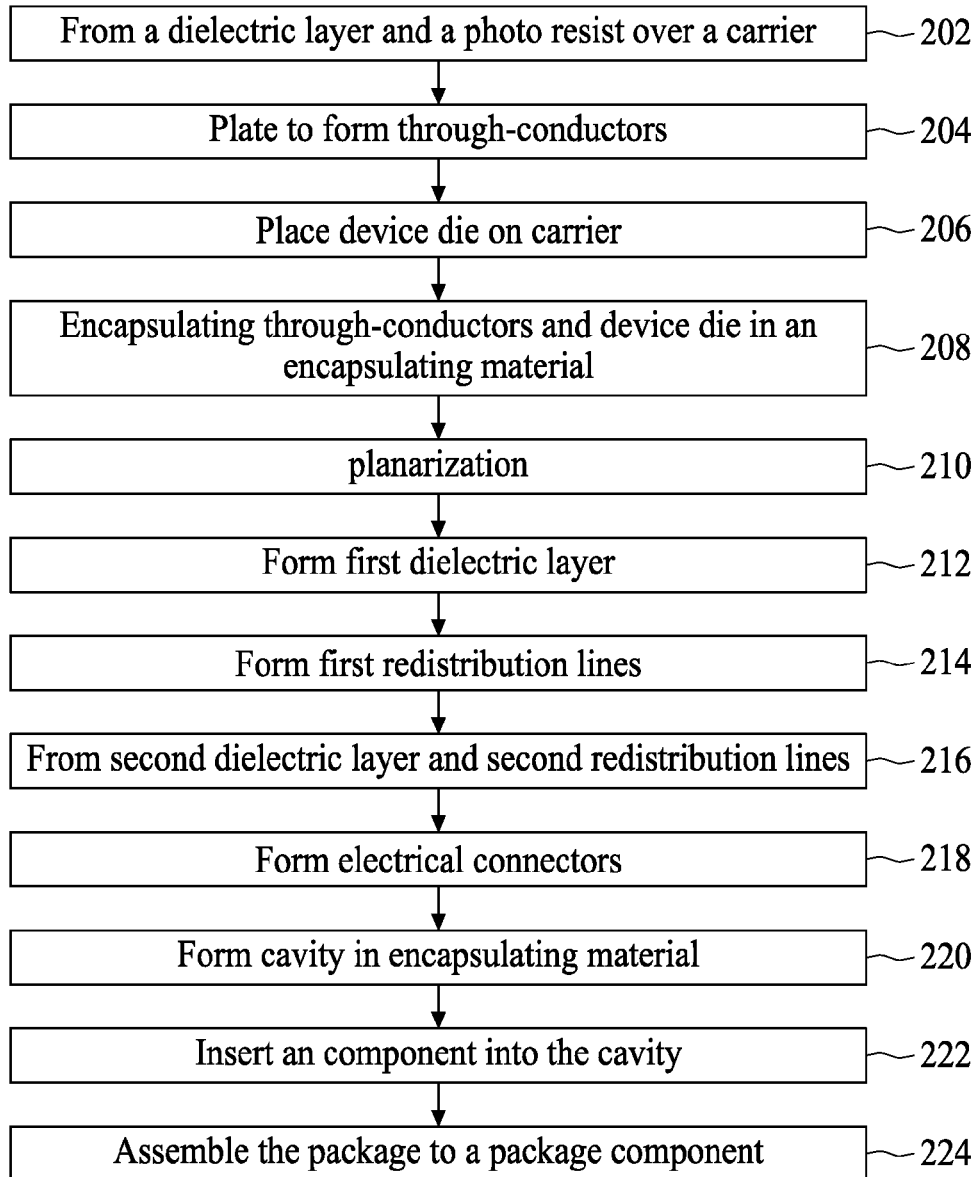 From a dielectric layer and a photo resist over a carrier 202
Plate to form through-conductors 204
Place device die on carrier 206
Encapsulating through-conductors and device die in an
encapsulating material 208
planarization 210
Form first dielectric layer 212
Form first redistribution lines 214
From second dielectric layer and second redistribution lines 216
Form electrical connectors 218
Form cavity in encapsulating material 220
Insert an component into the cavity 222
Assemble the package to a package component 224